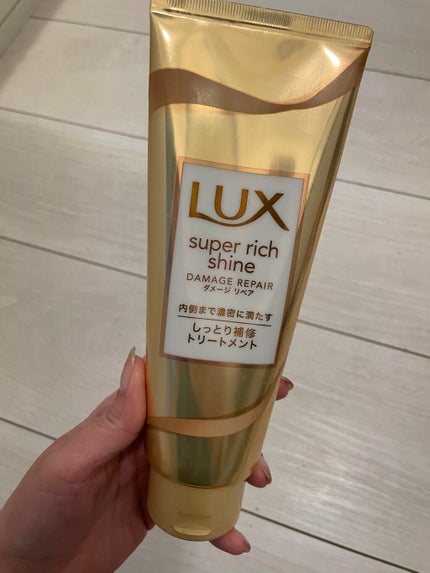 LUX
super rich
shine
DAMAGE REPAIR
ダメージ リペア
内側まで濃密に満たす
しっとり補修
トリートメント